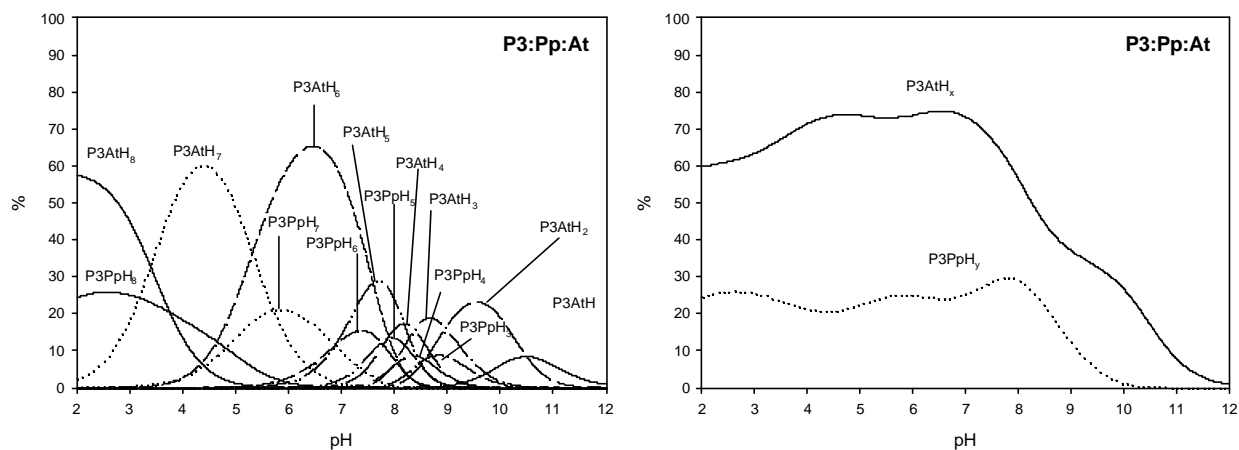 P3:Pp:At
100
90
80
70
60
50
40
30
20
10
0
%
P3AtH6
P3AtH5
P3AtH8
P3AtH7
P3AtH4
P3PpH5
P3AtH3
P3PpH7
P3AtH2
P3PpH6
P3PpH8
P3PpH4
P3AtH
P3PpH3
2 3 4 5 6 7 8 9 10 11 12
pH
P3:Pp:At
100
90
80
70
60
50
40
30
20
10
0
%
P3AtHx
P3PpHy
2 3 4 5 6 7 8 9 10 11 12
pH